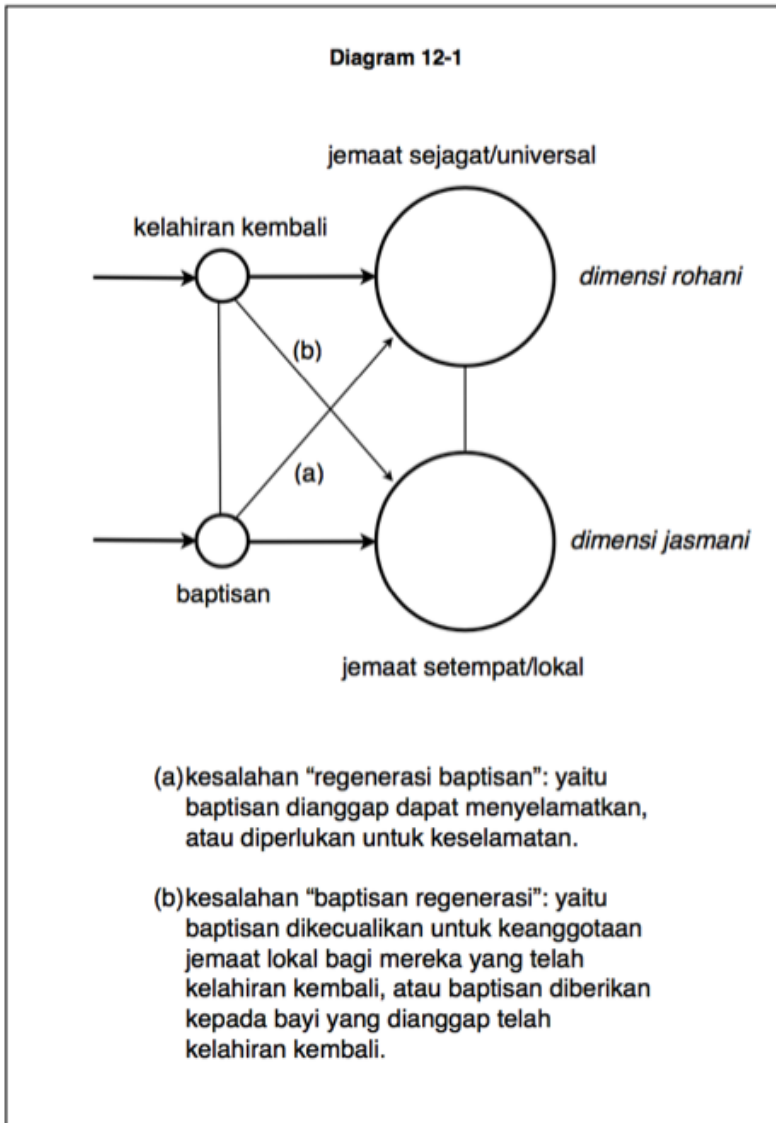 Diagram 12-1
jemaat sejagat/universal
kelahiran kembali
dimensi rohani
(b)
(a)
dimensi jasmani
baptisan
jemaat setempat/lokal
(a)kesalahan “regenerasi baptisan”: yaitu
baptisan dianggap dapat menyelamatkan,
atau diperlukan untuk keselamatan.
(b)kesalahan “baptisan regenerasi”: yaitu
baptisan dikecualikan untuk keanggotaan
jemaat lokal bagi mereka yang telah
kelahiran kembali, atau baptisan diberikan
kepada bayi yang dianggap telah
kelahiran kembali.